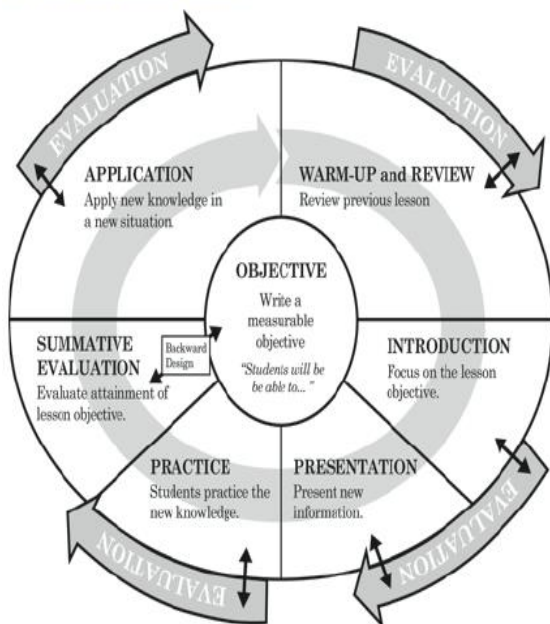 EVALUATION
EVALUATION
APPLICATION
Apply new knowledge in
a new situation.
WARM-UP and REVIEW
Review previous lesson
OBJECTIVE
Write a
measurable
objective
"Students will be
be able to... "
SUMMATIVE
EVALUATION
Evaluate attainment of
lesson objective.
Backward
Design
INTRODUCTION
Focus on the lesson
objective.
PRACTICE
Students practice the
new knowledge.
PRESENTATION
Present new
information.
EVALUATION
EVALUATION